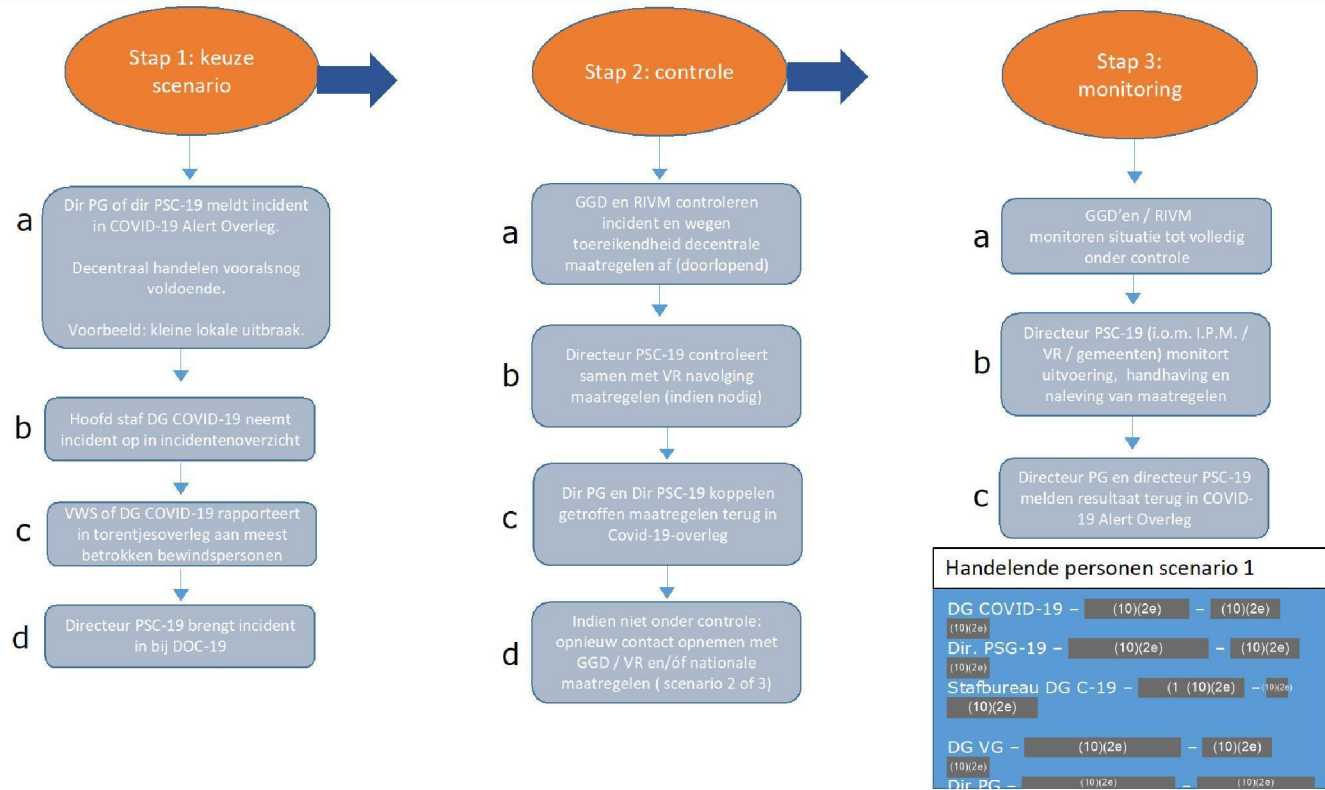 Stap 1: keuze
scenario
a
Dir PG of dir PSC-19 meldt incident
in COVID-19 Alert Overleg.
Decentraal handelen vooralsnog
voldoende.
Voorbeeld: kleine lokale uitbraak.
b
Hoofd staf DG COVID-19 neemt
incident op in incidentenoverzicht
c
VWS of DG COVID-19 rapporteert
in torentjesoverleg aan meest
betrokken bewindspersonen
d
Directeur PSC-19 brengt incident
in bij DOC-19
Stap 2: controle
a
GGD en RIVM controleren
incident en wegen
toereikendheid decentrale
maatregelen af (doorlopend)
b
Directeur PSC-19 controleert
samen met VR navolging
maatregelen (indien nodig)
c
Dir PG en Dir PSC-19 koppelen
getroffen maatregelen terug in
Covid-19-overleg
d
Indien niet onder controle:
opnieuw contact opnemen met
GGD / VR en/óf nationale
maatregelen ( scenario 2 of 3)
Stap 3:
monitoring
a
GGD'en / RIVM
monitoren situatie tot volledig
onder controle
b
Directeur PSC-19 (i.o.m. I.P.M. /
VR / gemeenten) monitort
uitvoering, handhaving en
naleving van maatregelen
c
Directeur PG en directeur PSC-19
melden resultaat terug in COVID-
19 Alert Overleg
Handelende personen scenario 1
DG COVID-19 – (10)(2e) – (10)(2e)
(10)(2e)
Dir. PSG-19 – (10)(2e) – (10)(2e)
(10)(2e)
Stafbureau DG C-19 – (1 (10)(2e) – (10)(2e)
(10)(2e)
DG VG – (10)(2e) – (10)(2e)
(10)(2e)
Dir PG – (10)(2e) – (10)(2e)